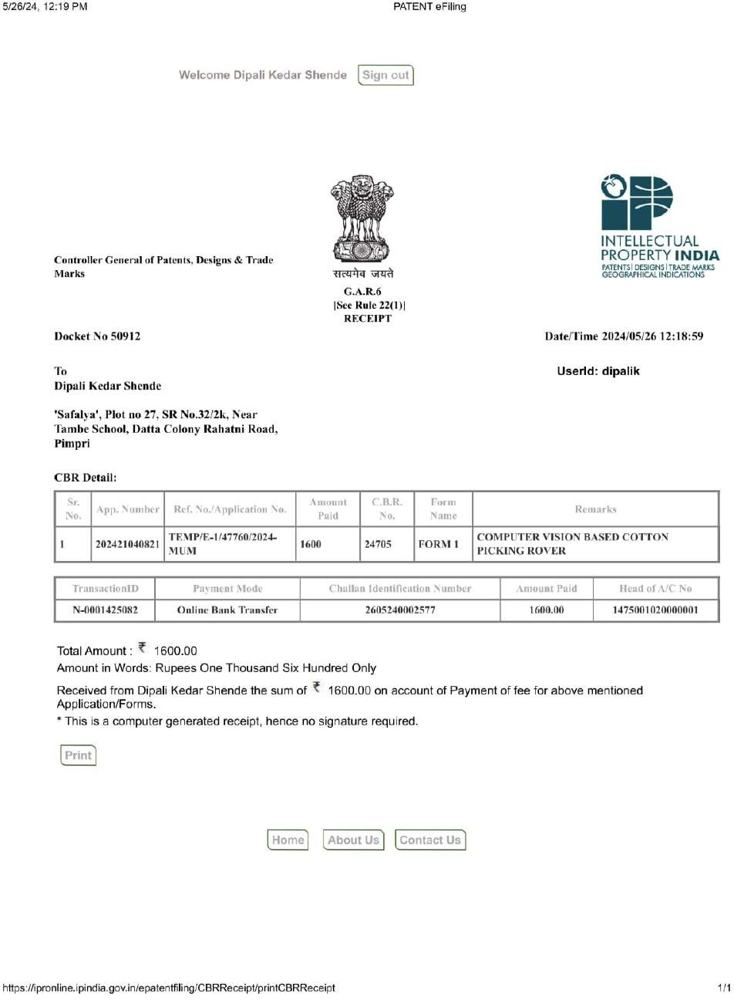 5/26/24, 12:19 PM PATENT eFiling
Welcome Dipali Kedar Shende Sign out
सत्यमेव जयते
INTELLECTUAL
PROPERTY INDIA
PATENTS | DESIGNS | TRADE MARKS
GEOGRAPHICAL INDICATIONS
Controller General of Patents, Designs & Trade
Marks
G.A.R.6
[See Rule 22(1)]
RECEIPT
Docket No 50912 Date/Time 2024/05/26 12:18:59
To UserId: dipalik
Dipali Kedar Shende
'Safalya', Plot no 27, SR No.32/2k, Near
Tambe School, Datta Colony Rahatni Road,
Pimpri
CBR Detail:
Sr. No. App. Number Ref. No./Application No. Amount Paid C.B.R. No. Form Name Remarks
1 202421040821 TEMP/E-1/47760/2024-MUM 1600 24705 FORM 1 COMPUTER VISION BASED COTTON PICKING ROVER
TransactionID Payment Mode Challan Identification Number Amount Paid Head of A/C No
N-0001425082 Online Bank Transfer 2605240002577 1600.00 1475001020000001
Total Amount : ₹ 1600.00
Amount in Words: Rupees One Thousand Six Hundred Only
Received from Dipali Kedar Shende the sum of ₹ 1600.00 on account of Payment of fee for above mentioned
Application/Forms.
* This is a computer generated receipt, hence no signature required.
Print
Home About Us Contact Us
https://ipronline.ipindia.gov.in/epatentfiling/CBRReceipt/printCBRReceipt 1/1